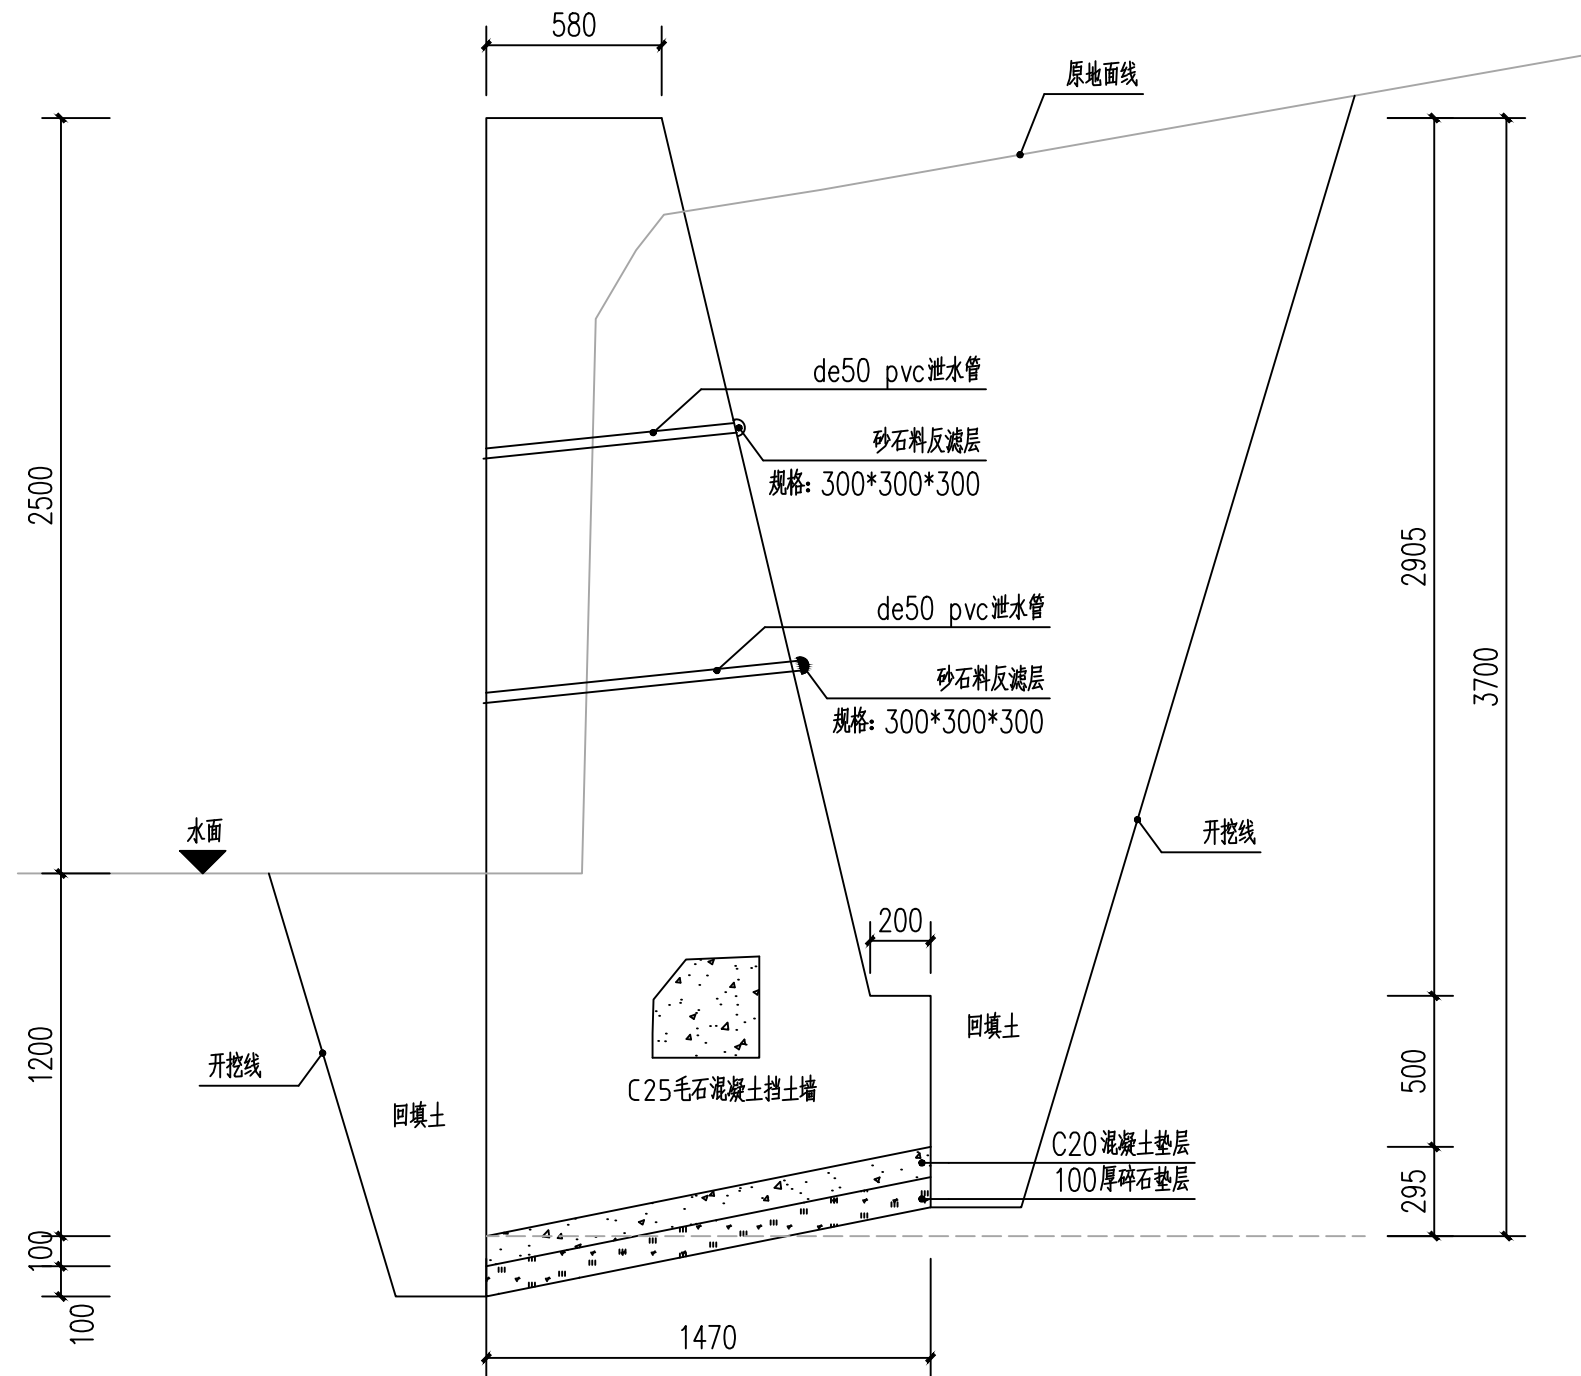 580
原地面线
de50 pvc泄水管
砂石料反滤层
规格: 300*300*300
2500
2905
de50 pvc泄水管
砂石料反滤层
规格: 300*300*300
3700
水面
开挖线
200
回填土
1200
开挖线
C25毛石混凝土挡土墙
500
回填土
C20混凝土垫层
100厚碎石垫层
295
100
100
1470